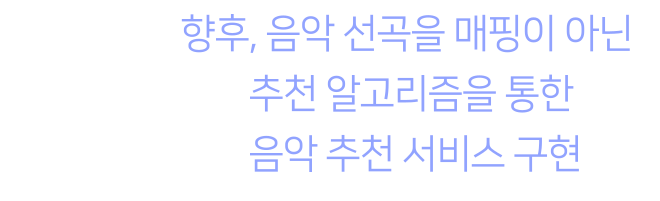 향후, 음악 선곡을 매핑이 아닌
추천 알고리즘을 통한
음악 추천 서비스 구현